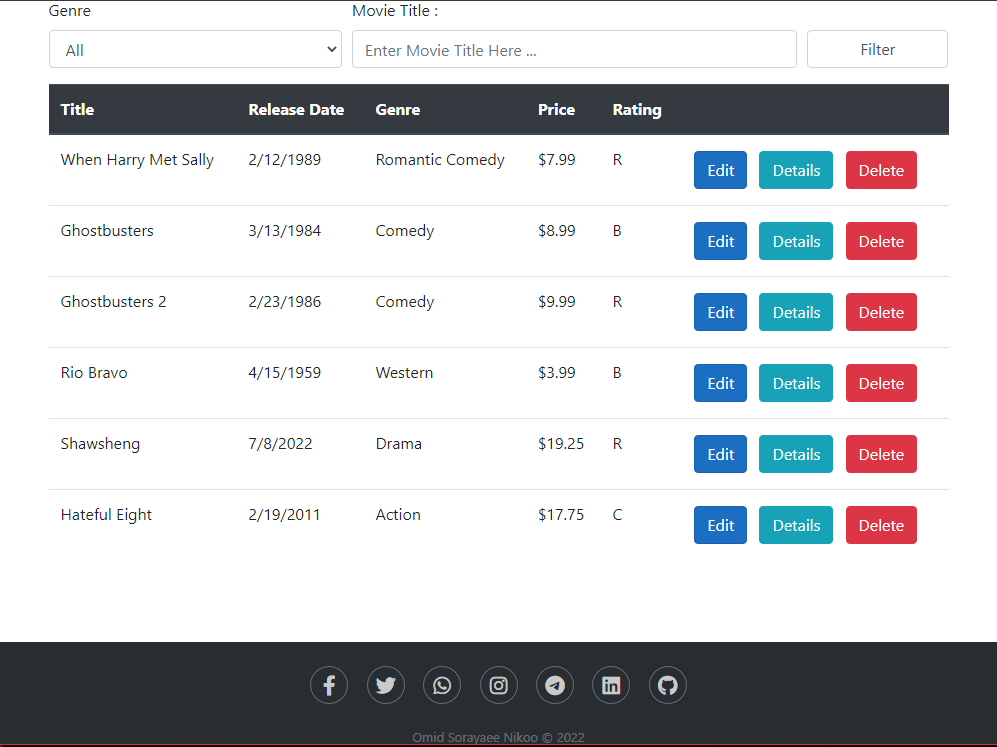 Genre Movie Title :
All Enter Movie Title Here ... Filter
Title Release Date Genre Price Rating
When Harry Met Sally 2/12/1989 Romantic Comedy $7.99 R Edit Details Delete
Ghostbusters 3/13/1984 Comedy $8.99 B Edit Details Delete
Ghostbusters 2 2/23/1986 Comedy $9.99 R Edit Details Delete
Rio Bravo 4/15/1959 Western $3.99 B Edit Details Delete
Shawsheng 7/8/2022 Drama $19.25 R Edit Details Delete
Hateful Eight 2/19/2011 Action $17.75 C Edit Details Delete
Omid Sorayaee Nikoo © 2022